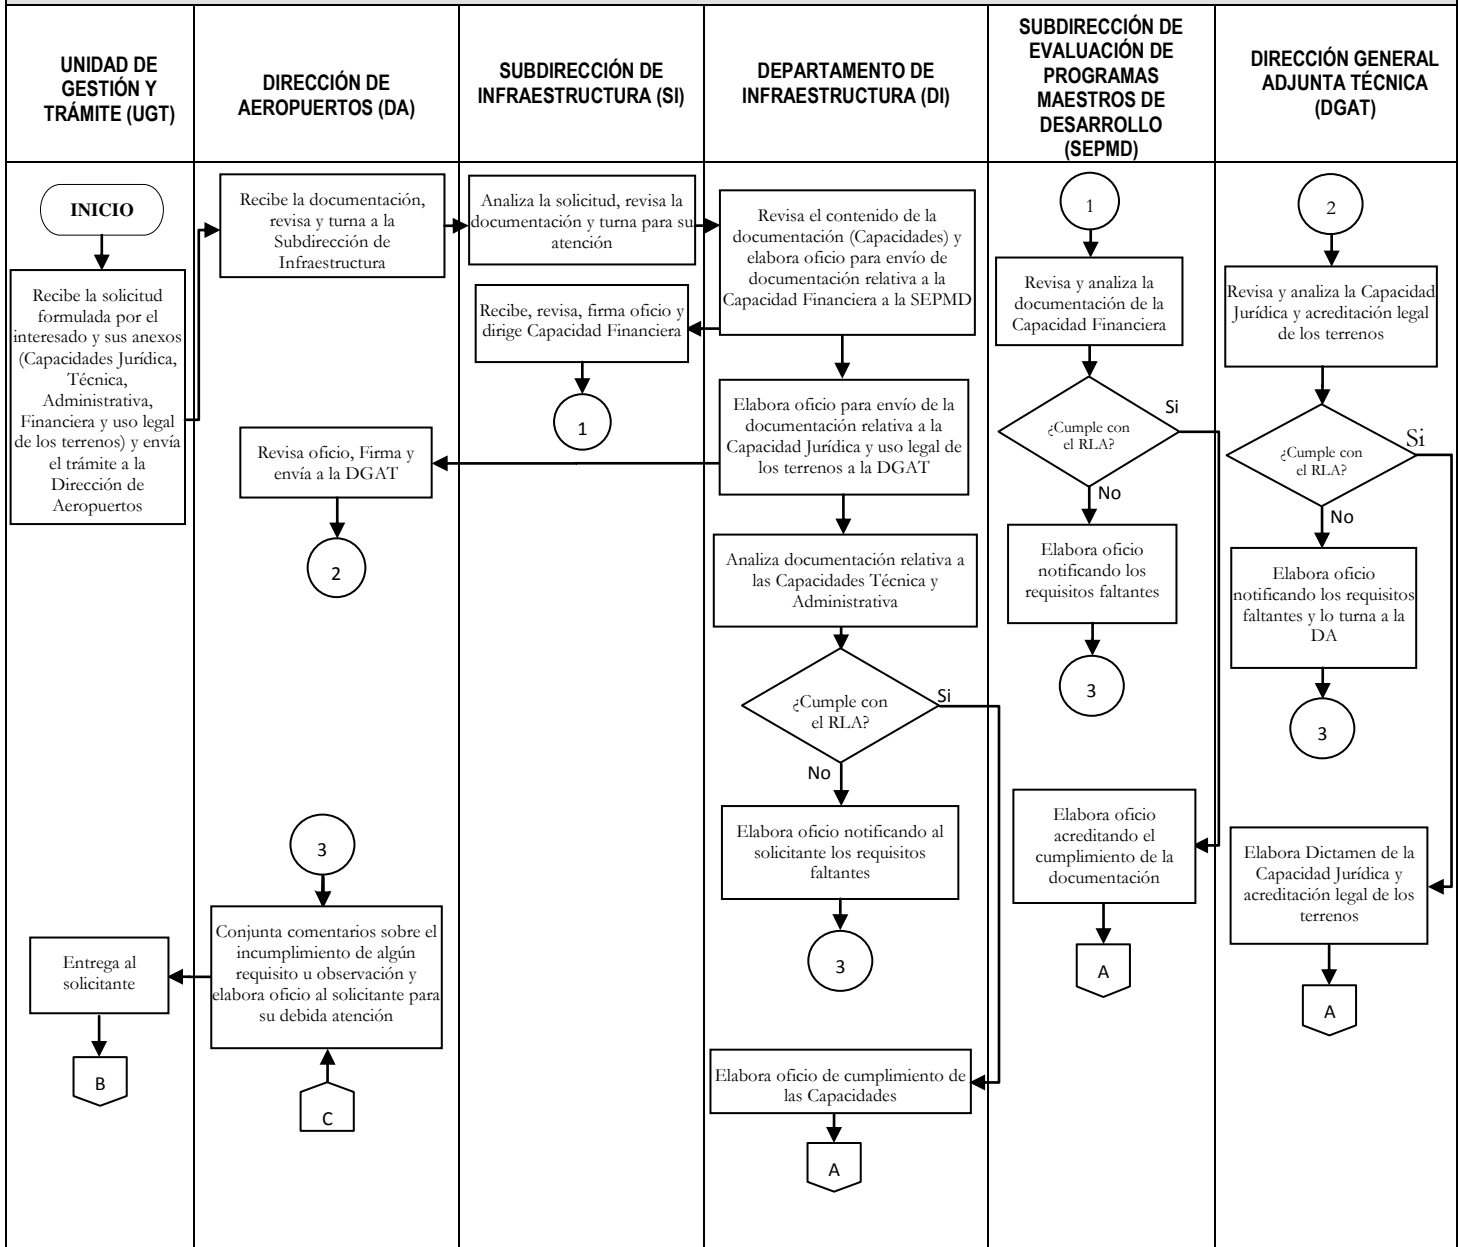 UNIDAD DE
GESTIÓN Y
TRÁMITE (UGT)
DIRECCIÓN DE
AEROPUERTOS (DA)
SUBDIRECCIÓN DE
INFRAESTRUCTURA (SI)
DEPARTAMENTO DE
INFRAESTRUCTURA (DI)
SUBDIRECCIÓN DE
EVALUACIÓN DE
PROGRAMAS
MAESTROS DE
DESARROLLO
(SEPMD)
DIRECCIÓN GENERAL
ADJUNTA TÉCNICA
(DGAT)
INICIO
Recibe la solicitud
formulada por el
interesado y sus anexos
(Capacidades Jurídica,
Técnica,
Administrativa,
Financiera y uso legal
de los terrenos) y envía
el trámite a la
Dirección de
Aeropuertos
Entrega al
solicitante
B
Recibe la documentación,
revisa y turna a la
Subdirección de
Infraestructura
Revisa oficio, Firma y
envía a la DGAT
2
3
Conjunta comentarios sobre el
incumplimiento de algún
requisito u observación y
elabora oficio al solicitante para
su debida atención
C
Analiza la solicitud, revisa la
documentación y turna para su
atención
Recibe, revisa, firma oficio y
dirige Capacidad Financiera
1
Revisa el contenido de la
documentación (Capacidades) y
elabora oficio para envío de
documentación relativa a la
Capacidad Financiera a la SEPMD
Elabora oficio para envío de la
documentación relativa a la
Capacidad Jurídica y uso legal de
los terrenos a la DGAT
Analiza documentación relativa a
las Capacidades Técnica y
Administrativa
¿Cumple con
el RLA?
Si
No
Elabora oficio notificando al
solicitante los requisitos
faltantes
3
Elabora oficio de cumplimiento de
las Capacidades
A
1
Revisa y analiza la
documentación de la
Capacidad Financiera
¿Cumple con
el RLA?
Si
No
Elabora oficio
notificando los
requisitos faltantes
3
Elabora oficio
acreditando el
cumplimiento de la
documentación
A
2
Revisa y analiza la Capacidad
Jurídica y acreditación legal
de los terrenos
¿Cumple con
el RLA?
Si
No
Elabora oficio
notificando los requisitos
faltantes y lo turna a la
DA
3
Elabora Dictamen de la
Capacidad Jurídica y
acreditación legal de los
terrenos
A